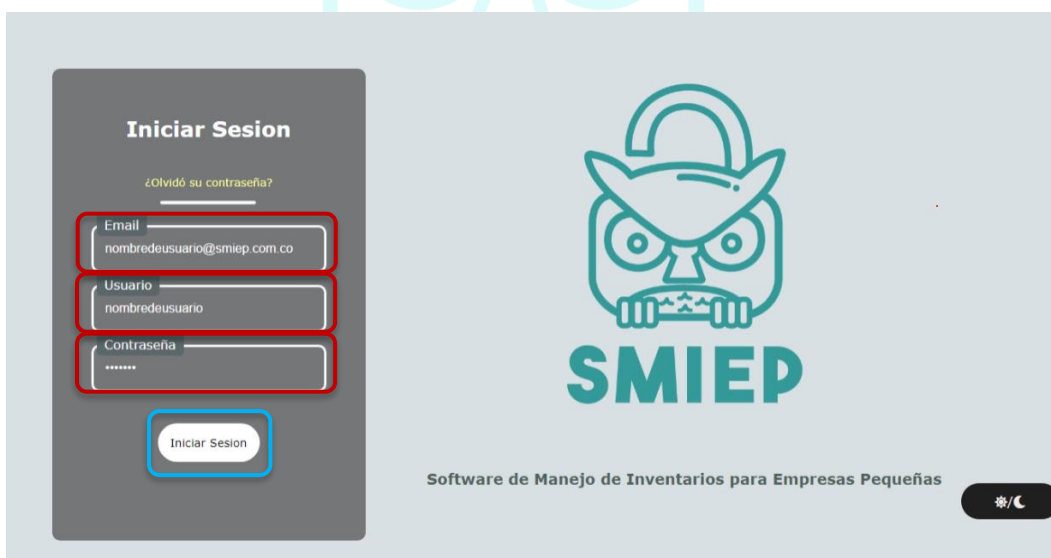 Iniciar Sesion
¿Olvidó su contraseña?
Email
nombredeusuario@smiep.com.co
Usuario
nombredeusuario
Contraseña
•••••••
Iniciar Sesion
SMIEP
Software de Manejo de Inventarios para Empresas Pequeñas
/